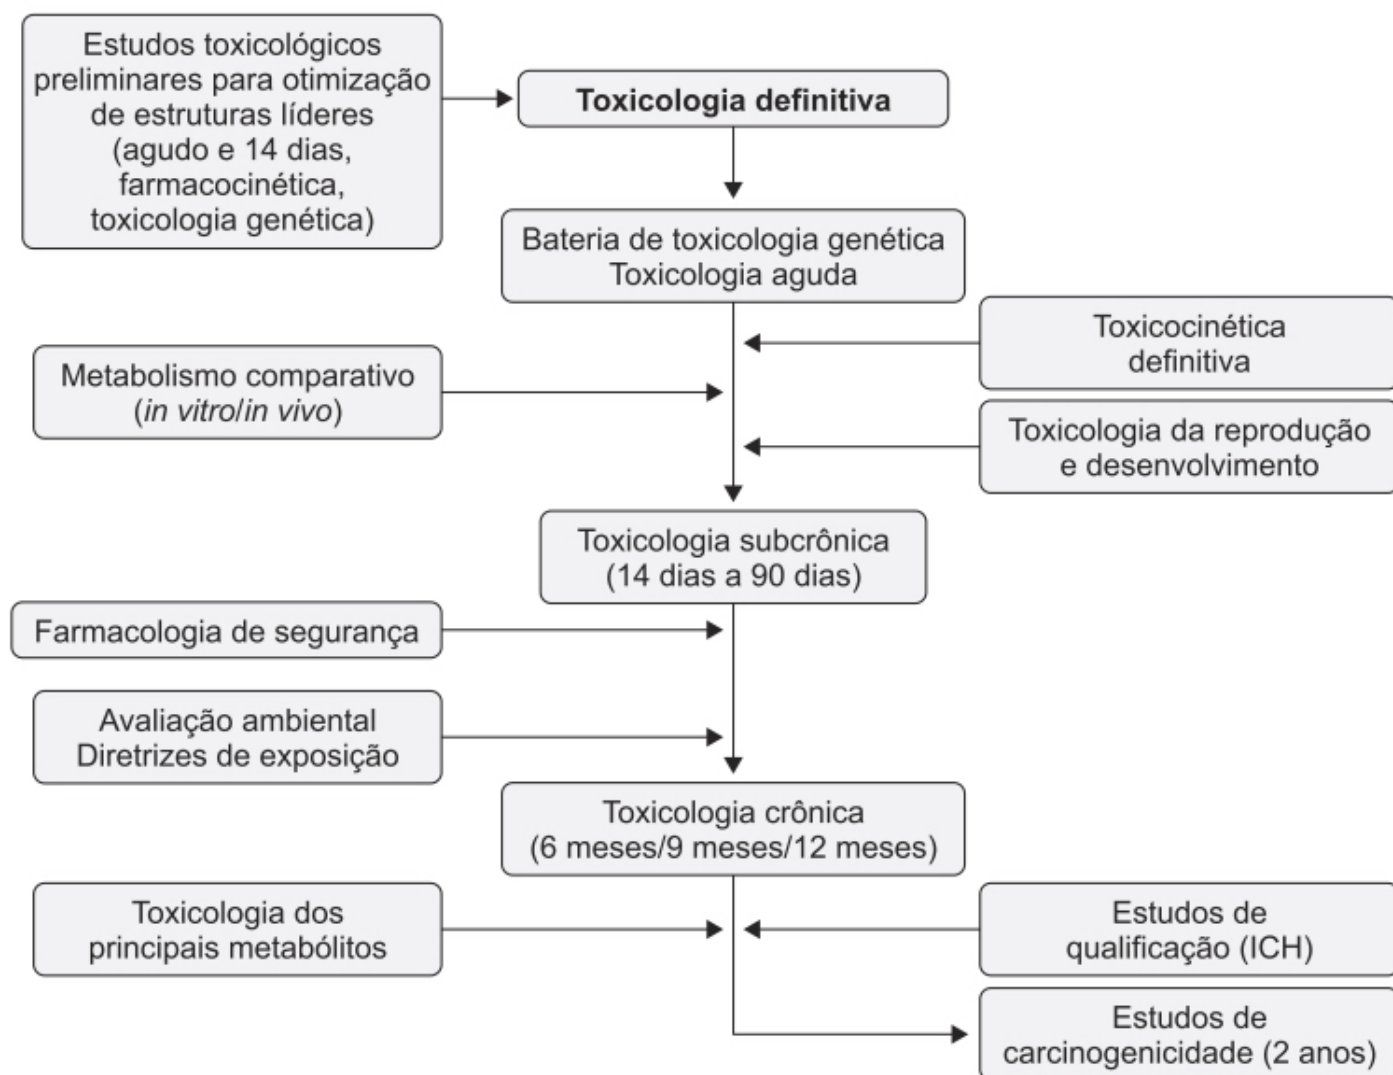 Estudos toxicológicos
preliminares para otimização
de estruturas líderes
(agudo e 14 dias,
farmacocinética,
toxicologia genética)
Toxicologia definitiva
Bateria de toxicologia genética
Toxicologia aguda
Toxicocinética
definitiva
Metabolismo comparativo
(in vitro/in vivo)
Toxicologia da reprodução
e desenvolvimento
Toxicologia subcrônica
(14 dias a 90 dias)
Farmacologia de segurança
Avaliação ambiental
Diretrizes de exposição
Toxicologia crônica
(6 meses/9 meses/12 meses)
Toxicologia dos
principais metabólitos
Estudos de
qualificação (ICH)
Estudos de
carcinogenicidade (2 anos)